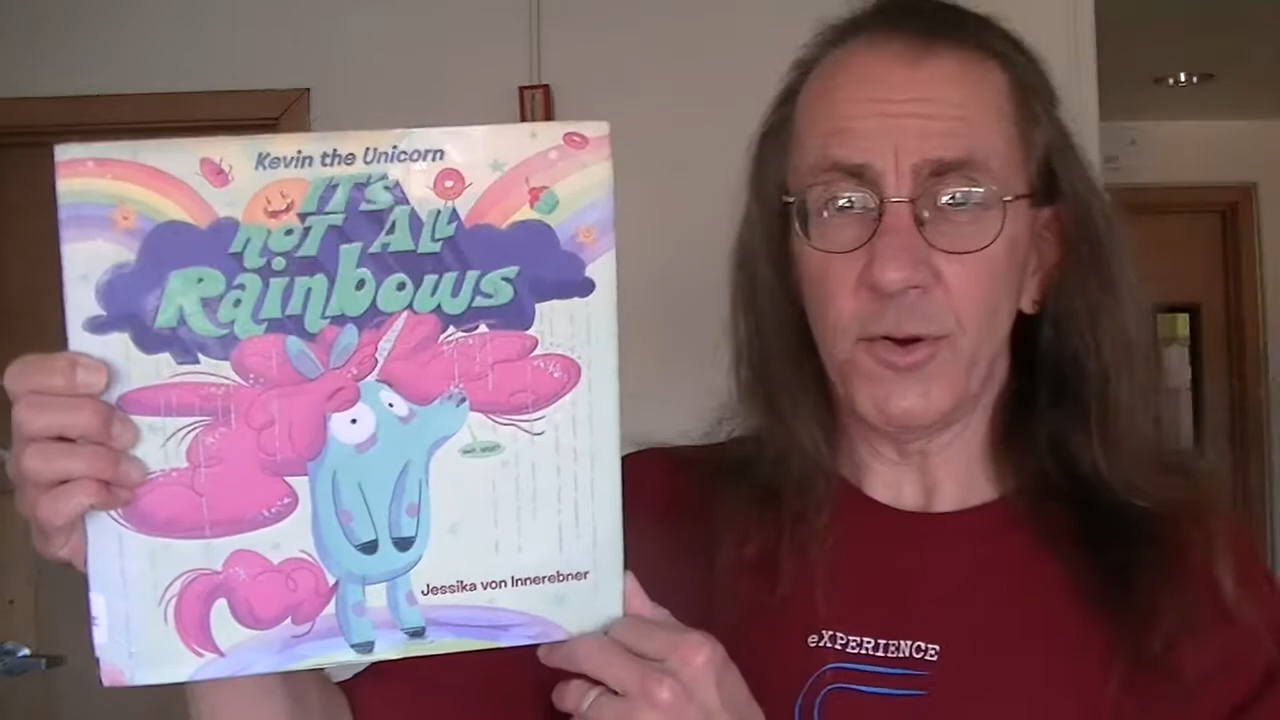 Kevin the Unicorn
IT'S
noT All
Rainbows
Jessika von Innerebner
eXPERIENCE